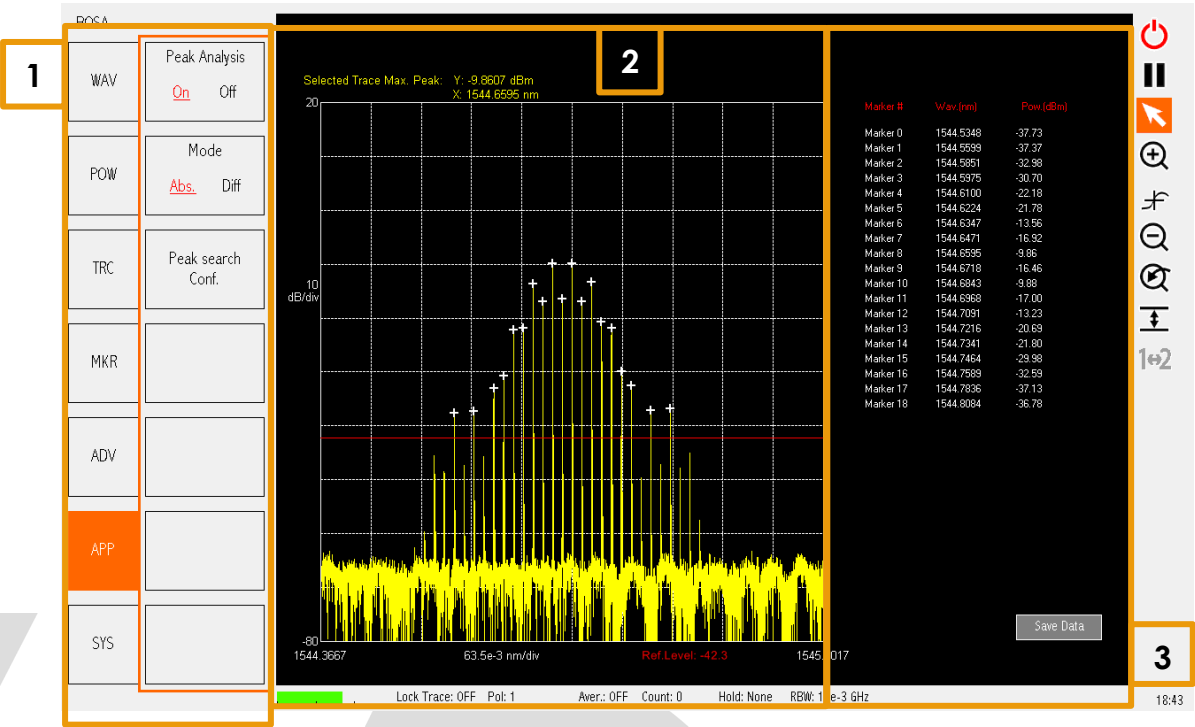 BOSA
1
2
3
WAV
POW
TRC
MKR
ADV
APP
SYS
Peak Analysis
On Off
Mode
Abs. Diff
Peak search
Conf.
Selected Trace Max. Peak: Y: -9.8607 dBm
X: 1544.6595 nm
20
10
dB/div
-80
1544.3667 63.5e-3 nm/div Ref.Level: -42.3
Marker # Wav.(nm) Pow.(dBm)
Marker 0 1544.5348 -37.73
Marker 1 1544.5599 -37.37
Marker 2 1544.5851 -32.98
Marker 3 1544.5975 -30.70
Marker 4 1544.6100 -22.18
Marker 5 1544.6224 -21.78
Marker 6 1544.6347 -13.56
Marker 7 1544.6471 -16.92
Marker 8 1544.6595 -9.86
Marker 9 1544.6718 -16.46
Marker 10 1544.6843 -9.88
Marker 11 1544.6968 -17.00
Marker 12 1544.7091 -13.23
Marker 13 1544.7216 -20.69
Marker 14 1544.7341 -21.80
Marker 15 1544.7464 -29.98
Marker 16 1544.7589 -32.59
Marker 17 1544.7836 -37.13
Marker 18 1544.8084 -36.78
Save Data
Lock Trace: OFF Pol: 1 Aver.: OFF Count: 0 Hold: None RBW: GHz
1⇔2
18:43